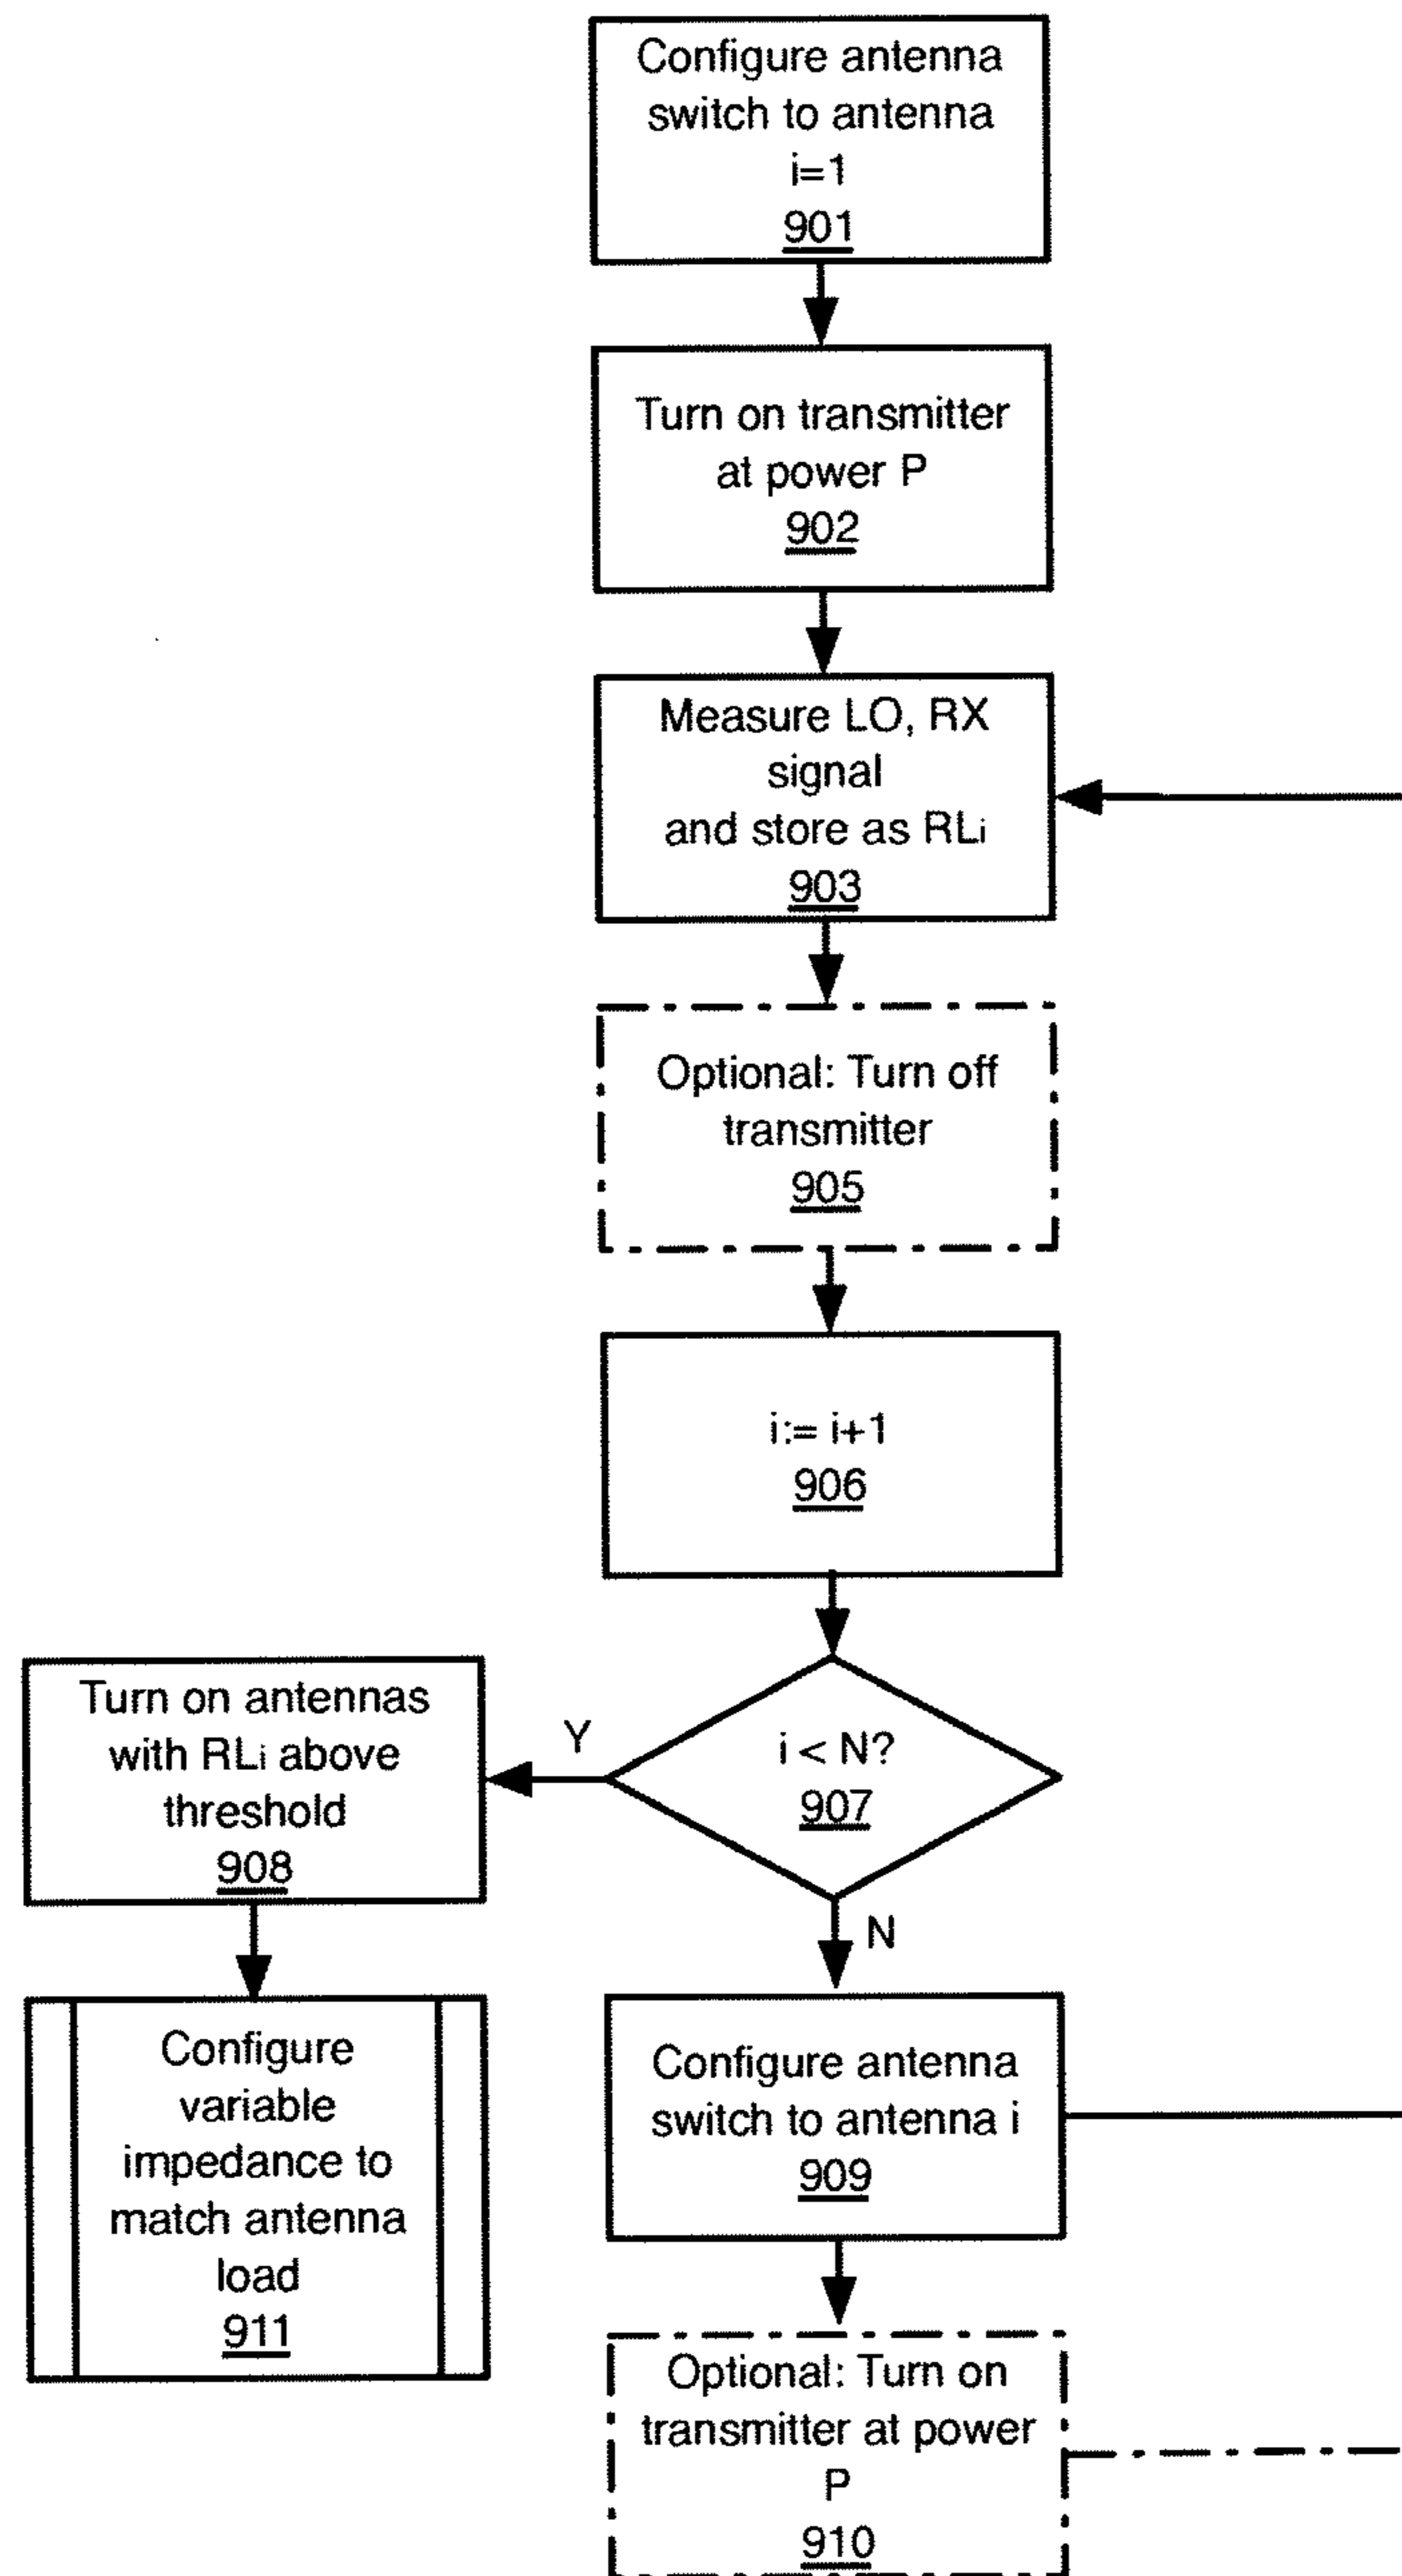 Configure antenna
switch to antenna
i=1
901
Turn on transmitter
at power P
902
Measure LO, RX
signal
and store as RLi
903
Optional: Turn off
transmitter
905
i:= i+1
906
i < N?
907
Y
N
Turn on antennas
with RLi above
threshold
908
Configure
variable
impedance to
match antenna
load
911
Configure antenna
switch to antenna i
909
Optional: Turn on
transmitter at power
P
910